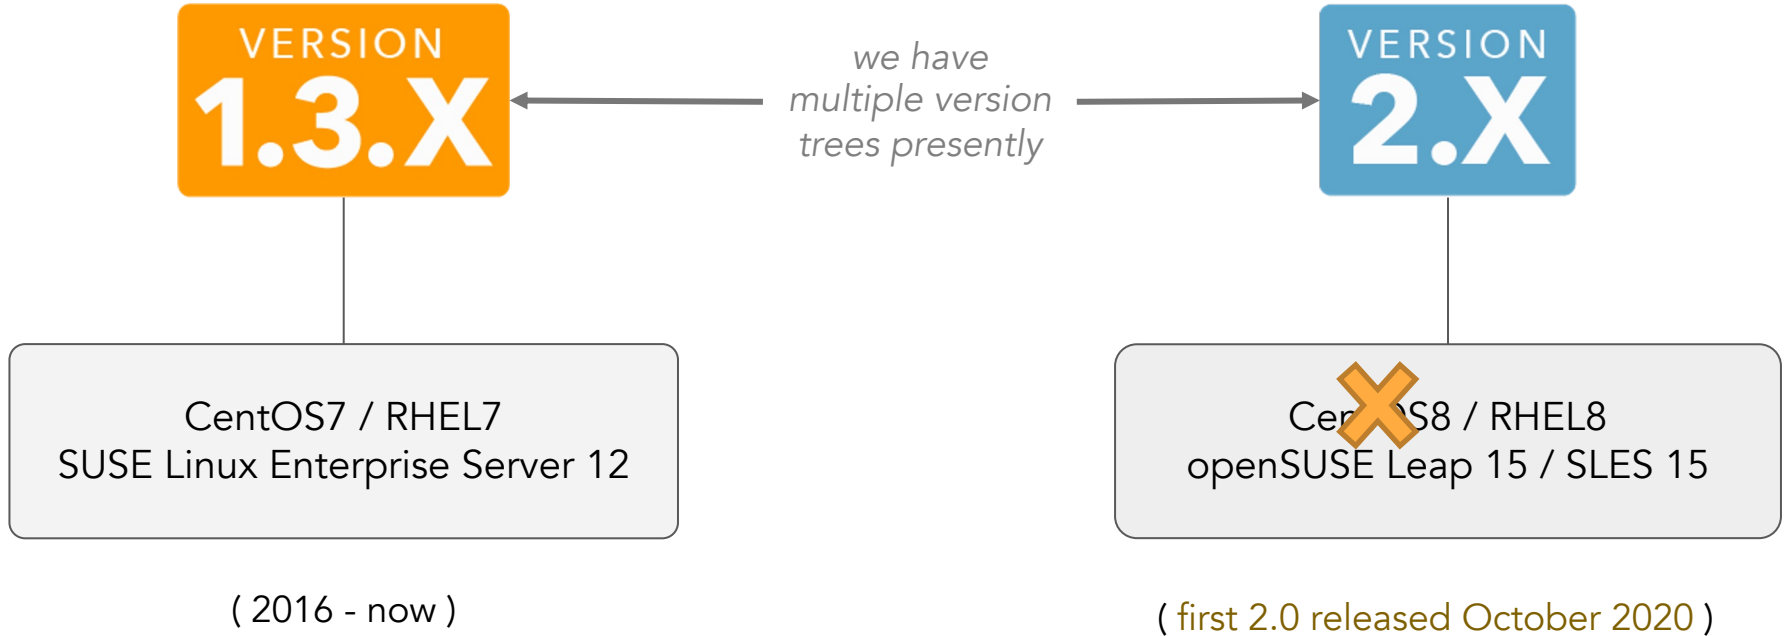 VERSION
1.3.X
we have
multiple version
trees presently
VERSION
2.X
CentOS7 / RHEL7
SUSE Linux Enterprise Server 12
( 2016 - now )
CentOS8 / RHEL8
openSUSE Leap 15 / SLES 15
( first 2.0 released October 2020 )